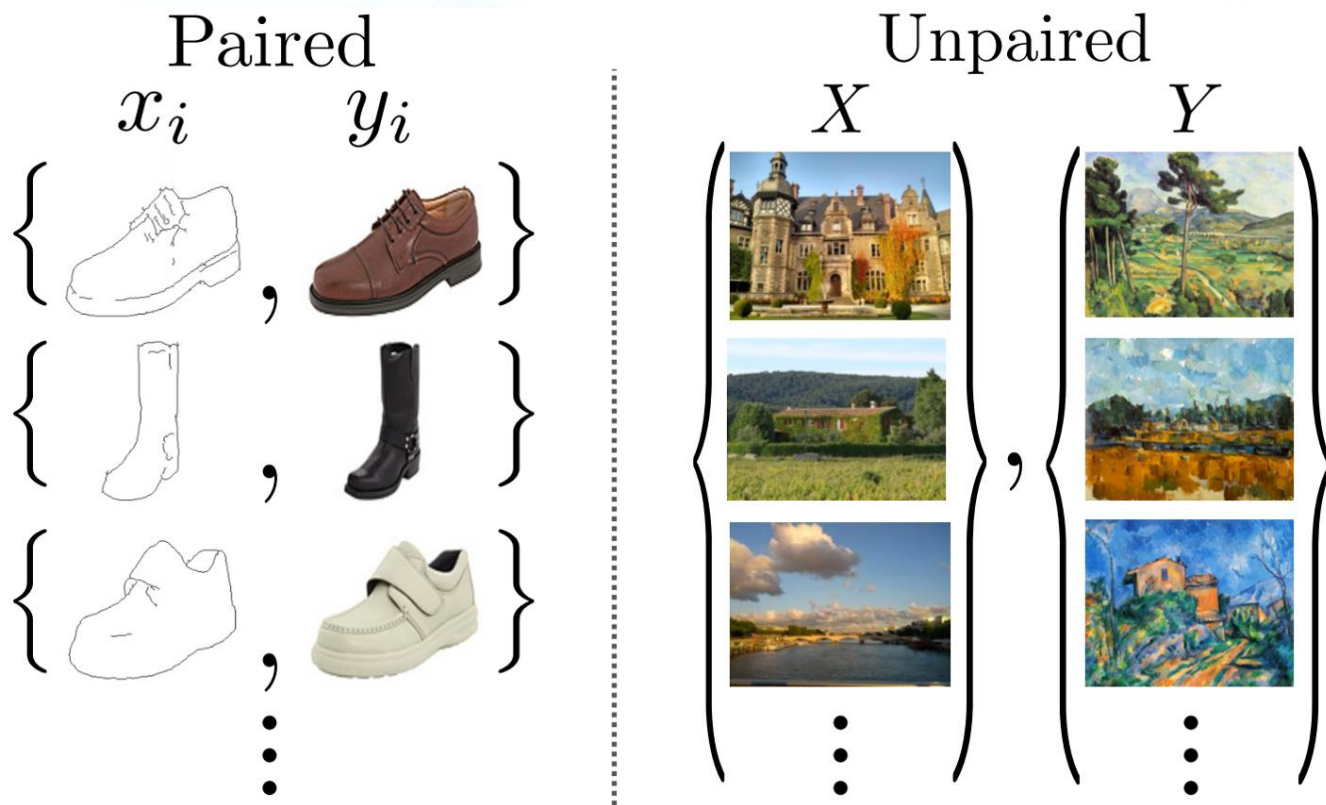 Paired
x_i y_i
{ , }
{ , }
{ , }
⋮
Unpaired
X Y
{ } , { }
⋮ ⋮